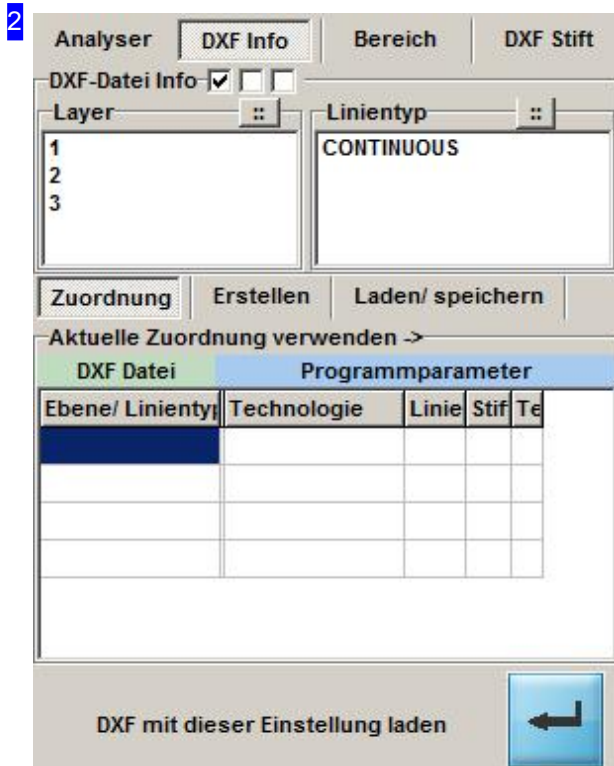 2
Analyser DXF Info Bereich DXF Stift
DXF-Datei Info
Layer :: Linientyp ::
1 CONTINUOUS
2
3
Zuordnung Erstellen Laden/ speichern
Aktuelle Zuordnung verwenden ->
DXF Datei Programmparameter
Ebene/ Linientyp Technologie Linie Stif Te
DXF mit dieser Einstellung laden